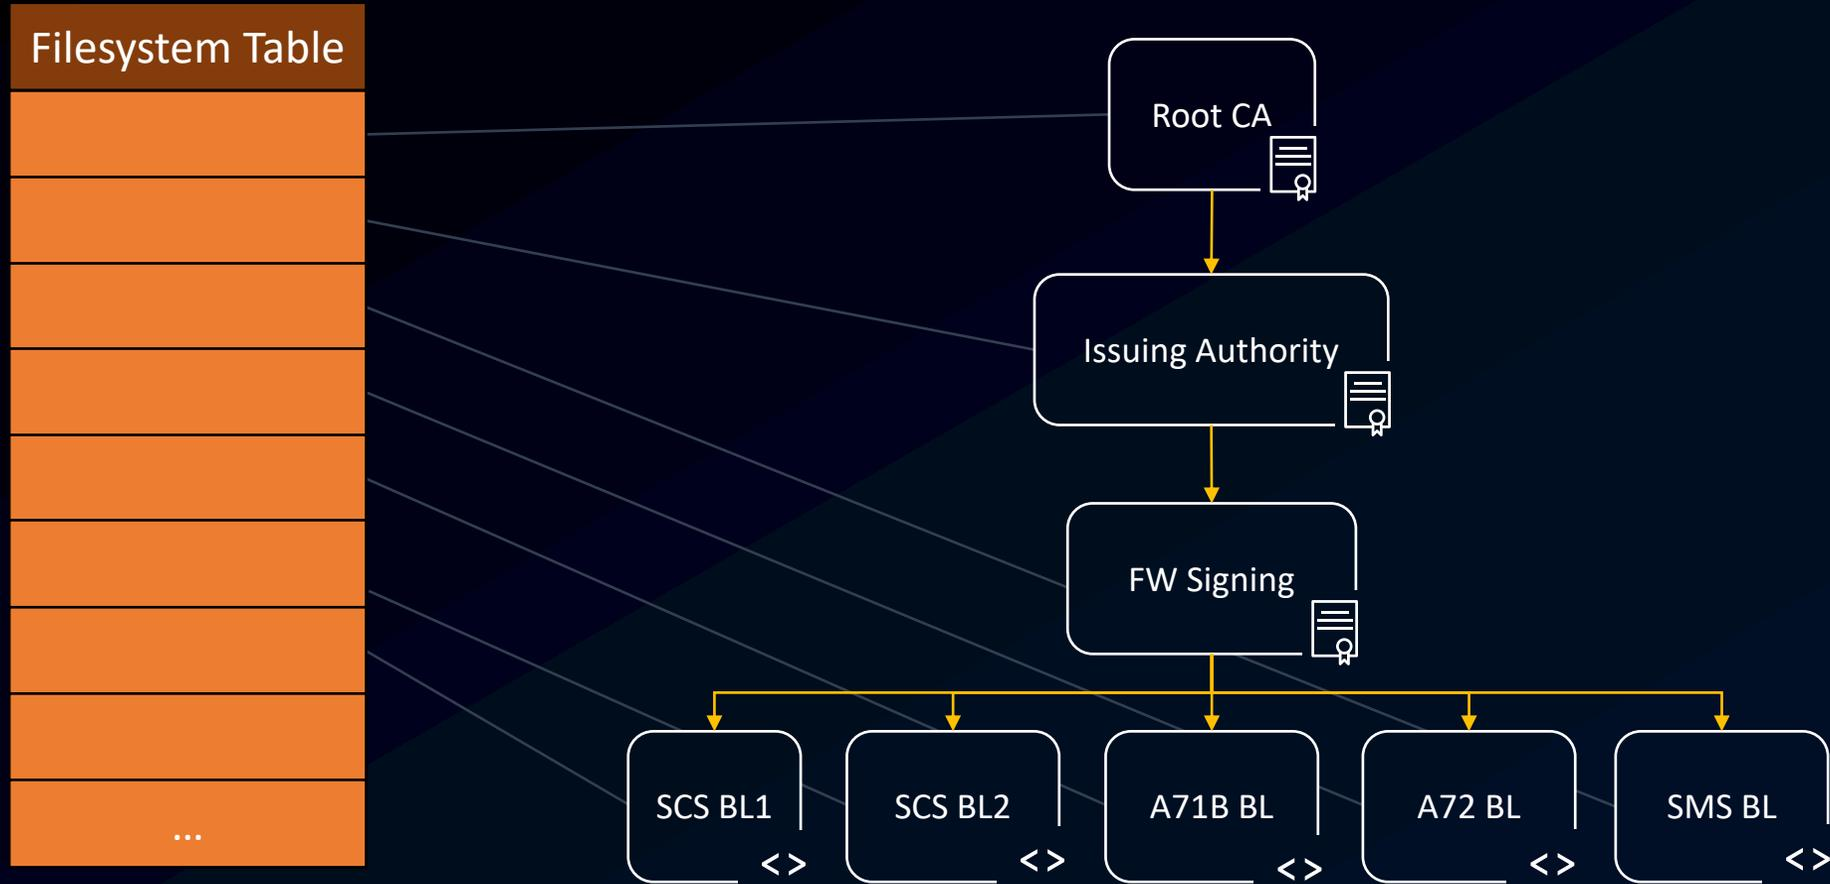 Filesystem Table
Root CA
Issuing Authority
FW Signing
SCS BL1
SCS BL2
A71B BL
A72 BL
SMS BL
<>
<>
<>
<>
<>
...